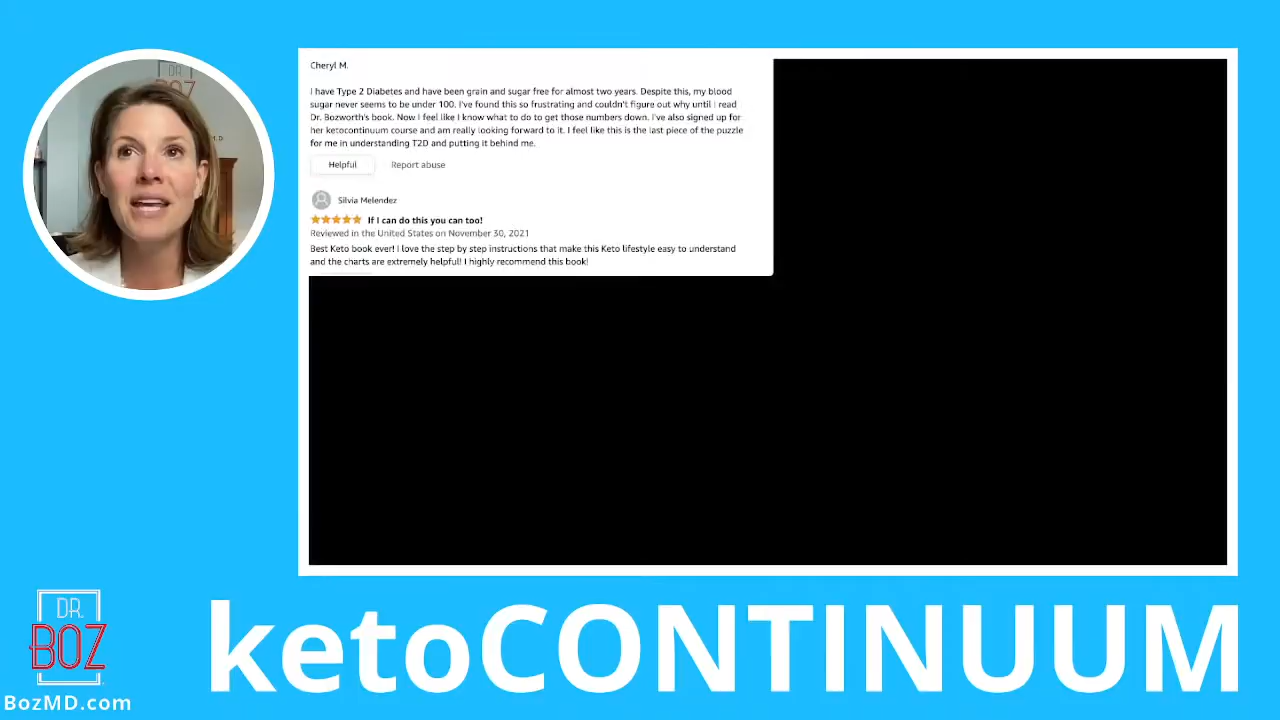 DR.
BOZ
M.D
Cheryl M.
I have Type 2 Diabetes and have been grain and sugar free for almost two years. Despite this, my blood
sugar never seems to be under 100. I've found this so frustrating and couldn't figure out why until I read
Dr. Bozworth's book. Now I feel like I know what to do to get those numbers down. I've also signed up for
her ketocontinuum course and am really looking forward to it. I feel like this is the last piece of the puzzle
for me in understanding T2D and putting it behind me.
Helpful Report abuse
Silvia Melendez
If I can do this you can too!
Reviewed in the United States on November 30, 2021
Best Keto book ever! I love the step by step instructions that make this Keto lifestyle easy to understand
and the charts are extremely helpful! I highly recommend this book!
DR.
BOZ
BozMD.com
ketoCONTINUUM